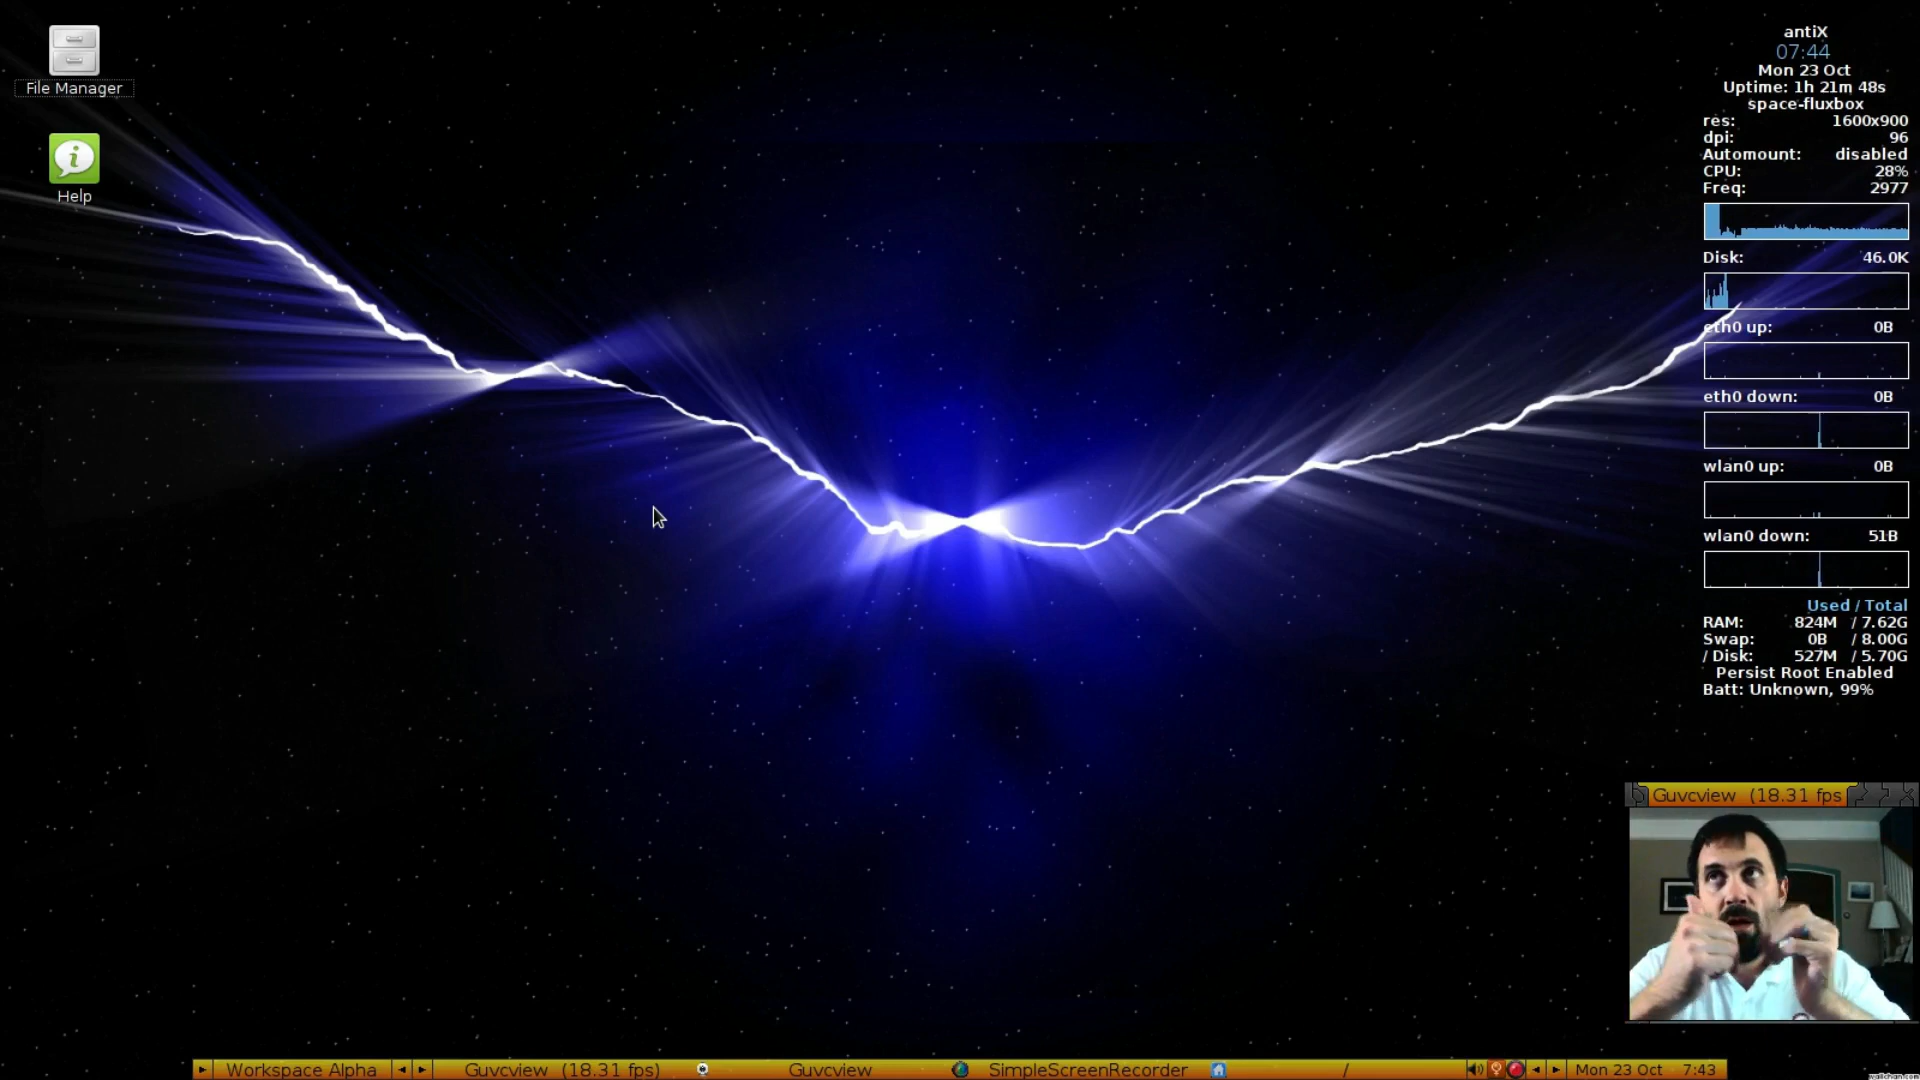 File Manager
Help
antiX
07:44
Mon 23 Oct
Uptime: 1h 21m 48s
space-fluxbox
res: 1600x900
dpi: 96
Automount: disabled
CPU: 28%
Freq: 2977
Disk: 46.0K
eth0 up: 0B
eth0 down: 0B
wlan0 up: 0B
wlan0 down: 51B
Used / Total
RAM: 824M / 7.62G
Swap: 0B / 8.00G
/ Disk: 527M / 5.70G
Persist Root Enabled
Batt: Unknown, 99%
Guvcview (18.31 fps
Workspace Alpha Guvcview (18.31 fps) Guvcview SimpleScreenRecorder / Mon 23 Oct 7:43
wallchan.com